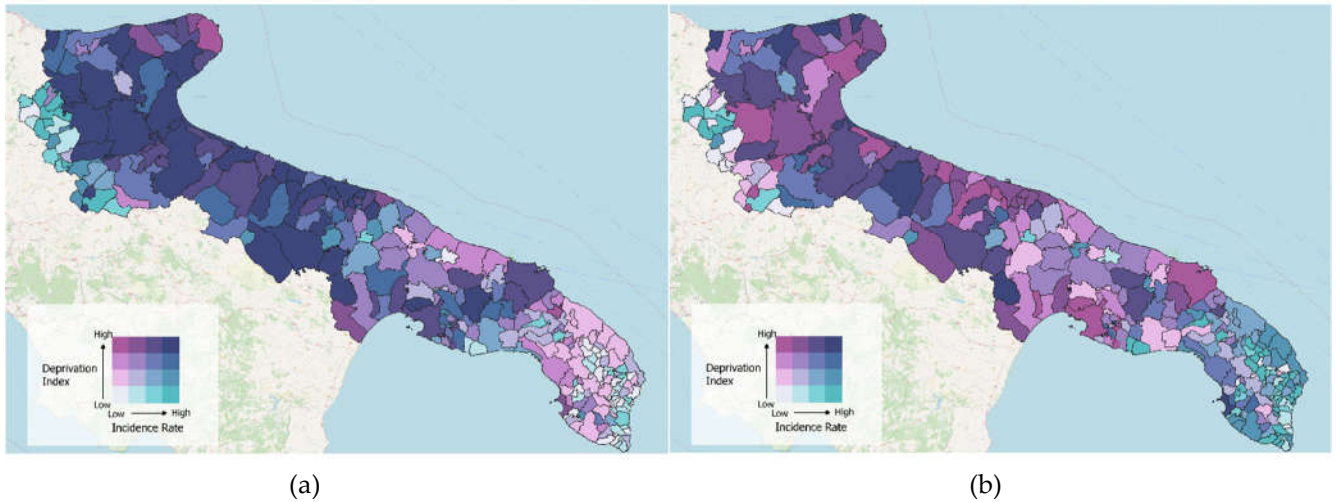 High
Deprivation
Index
Low
Low
High
Incidence Rate
High
Deprivation
Index
Low
Low
High
Incidence Rate
(a)
(b)